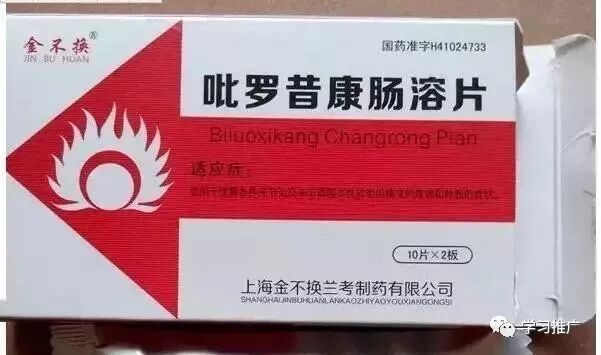 金不换®
JIN BU HUAN
国药准字H41024733
吡罗昔康肠溶片
Biluoxikang Changrong Pian
适应症:
10片×2板
上海金不换兰考制药有限公司
SHANGHAIJINBUHUANLANKAOZHIYAOYOUXIANGONGSI
学习推广